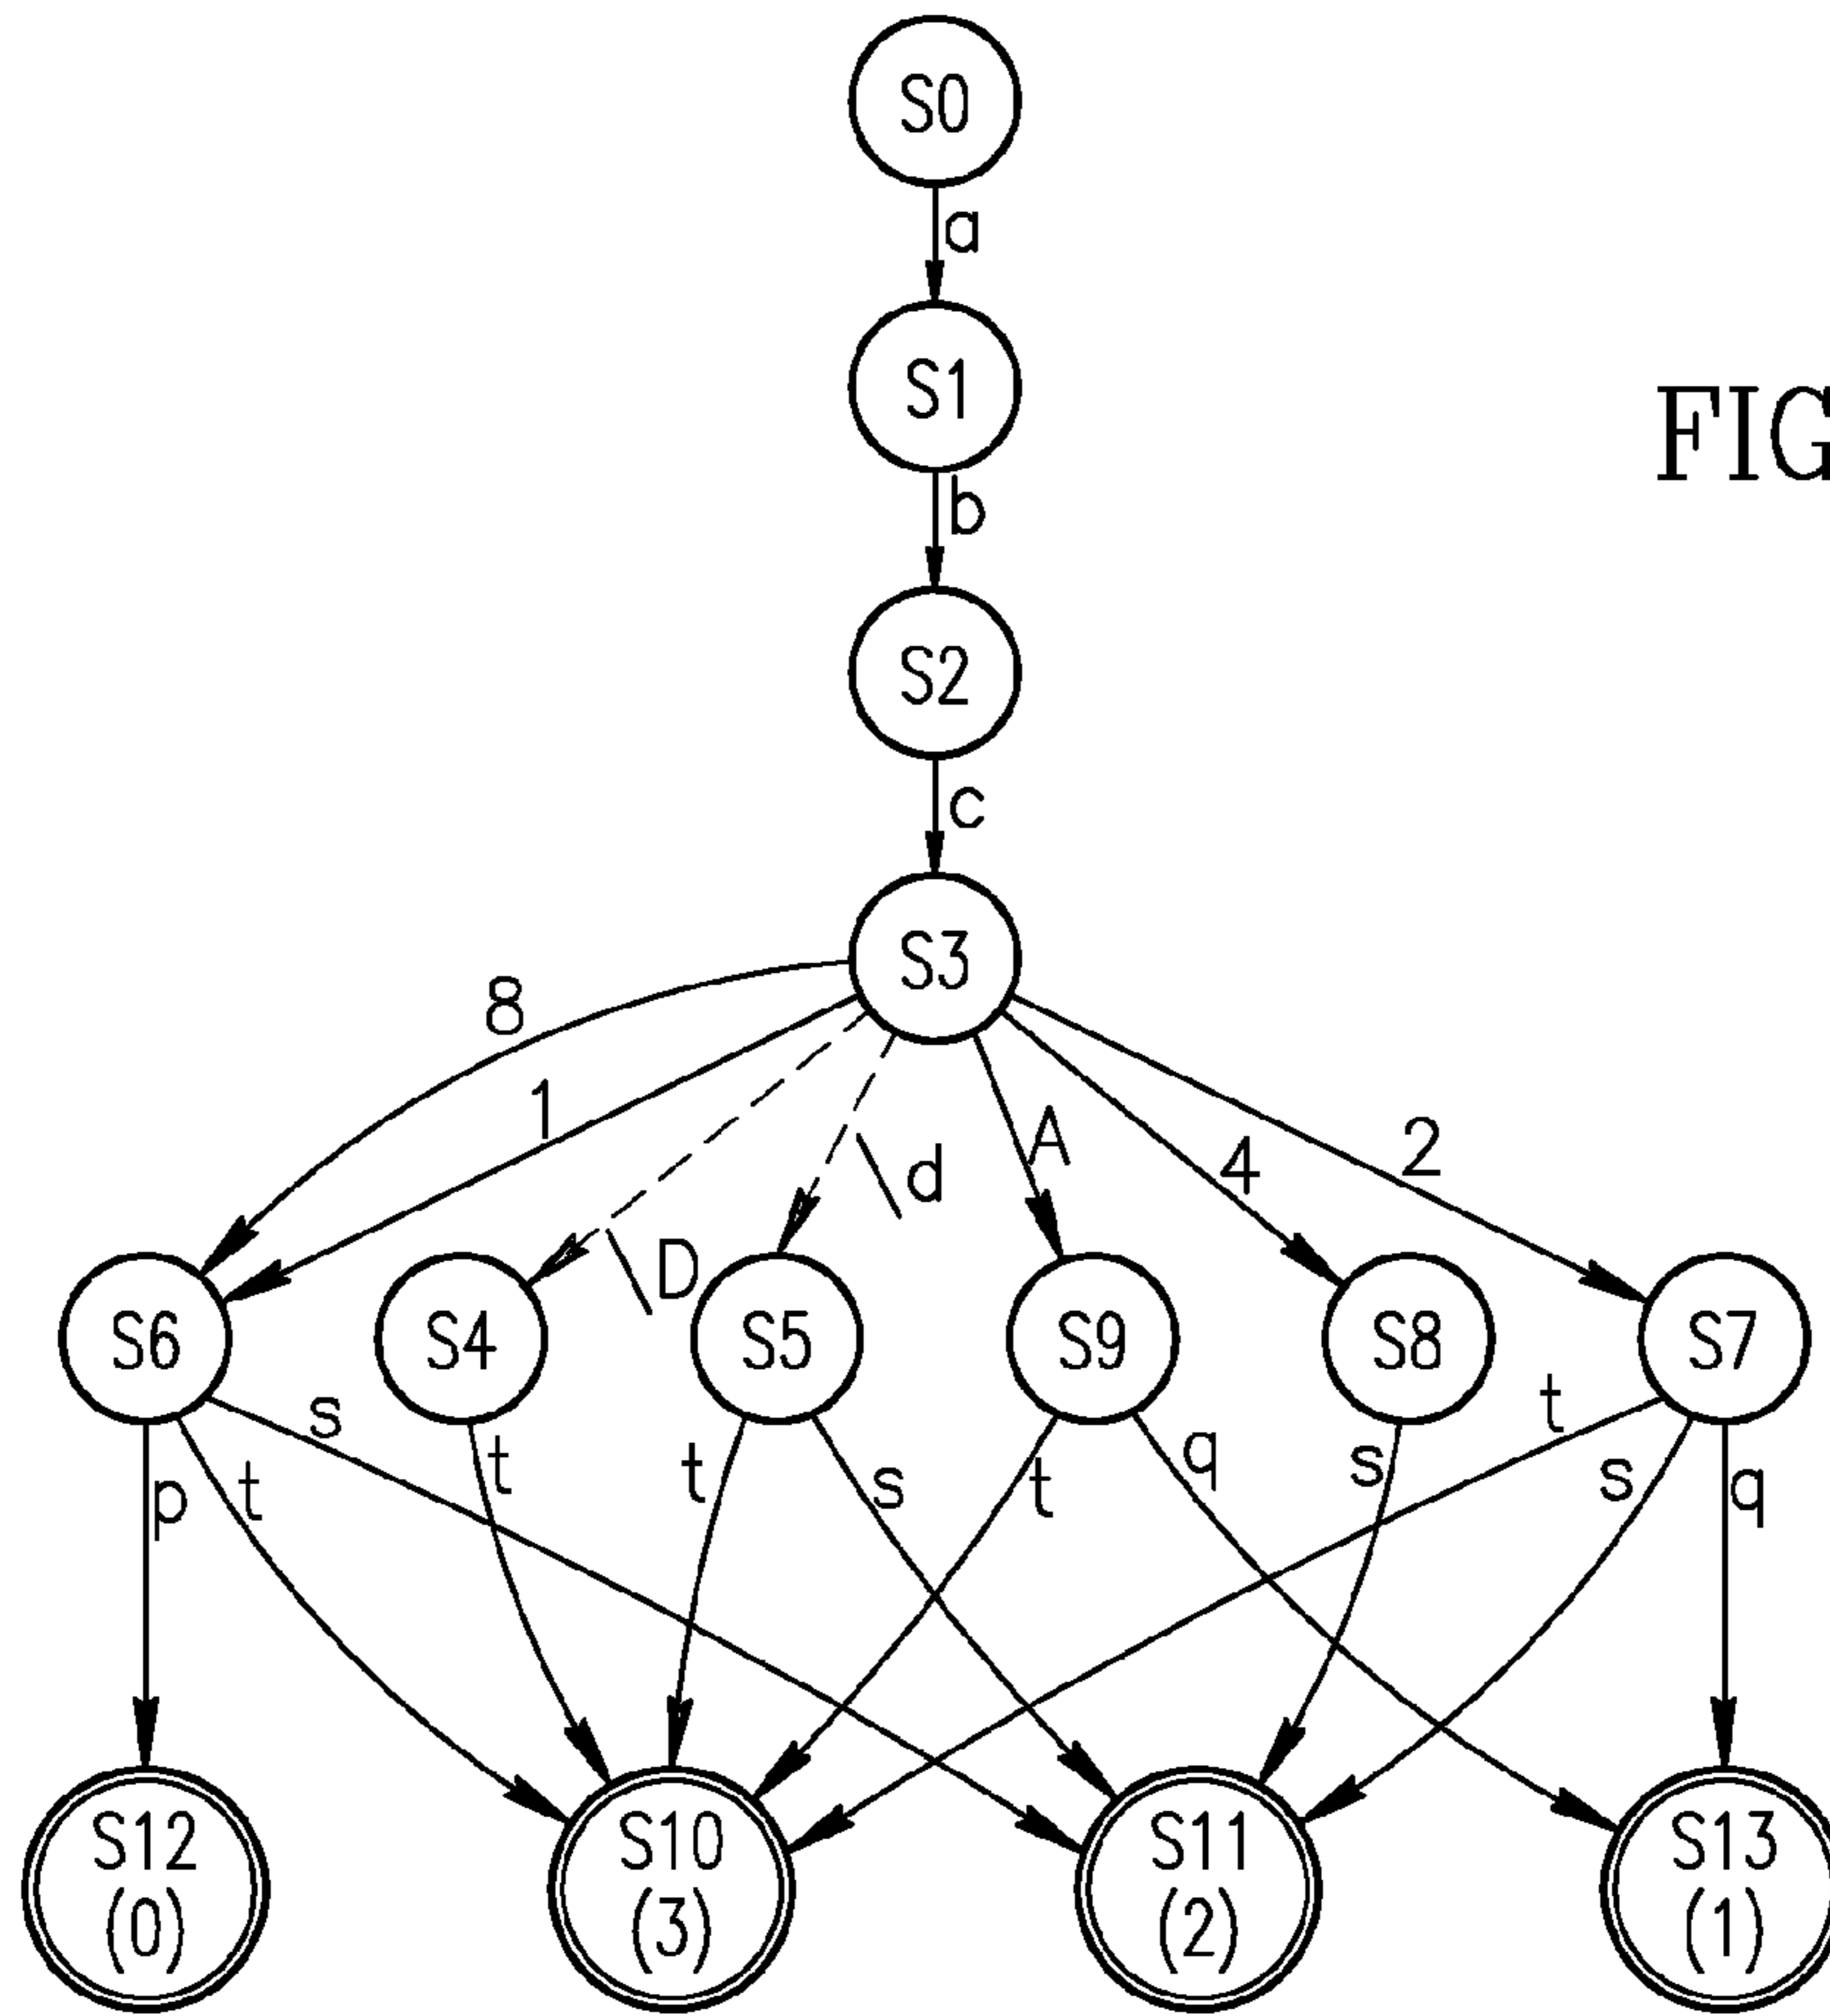 S0
a
S1
FIG
b
S2
c
S3
8
1
\D
\d
A
4
2
S6
S4
S5
S9
S8
S7
p
t
s
t
t
s
t
q
s
t
s
q
S12
(0)
S10
(3)
S11
(2)
S13
(1)